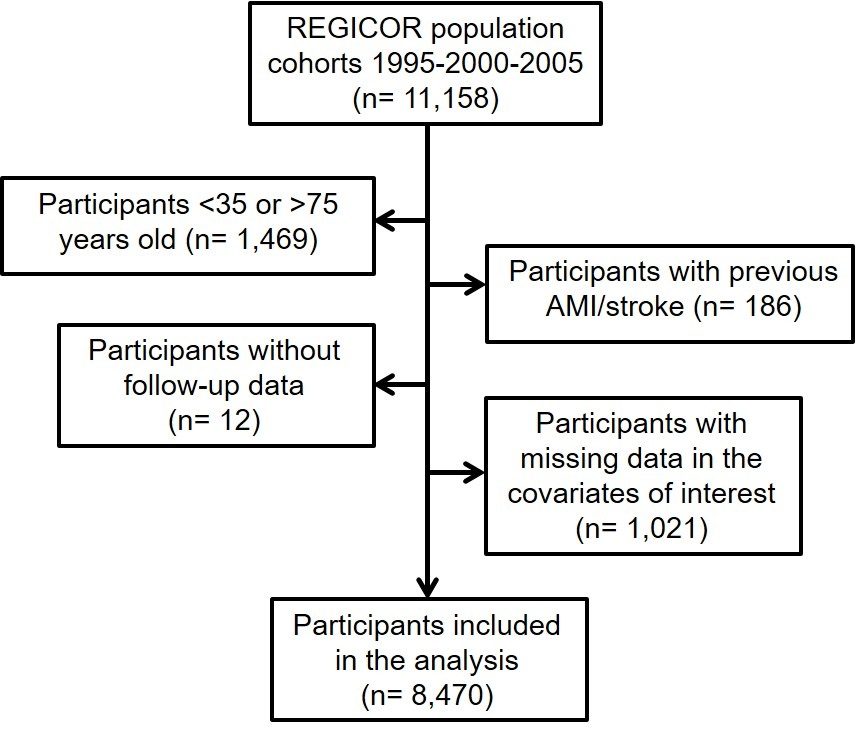 REGICOR population
cohorts 1995-2000-2005
(n= 11,158)
Participants <35 or >75
years old (n= 1,469)
Participants with previous
AMI/stroke (n= 186)
Participants without
follow-up data
(n= 12)
Participants with
missing data in the
covariates of interest
(n= 1,021)
Participants included
in the analysis
(n= 8,470)